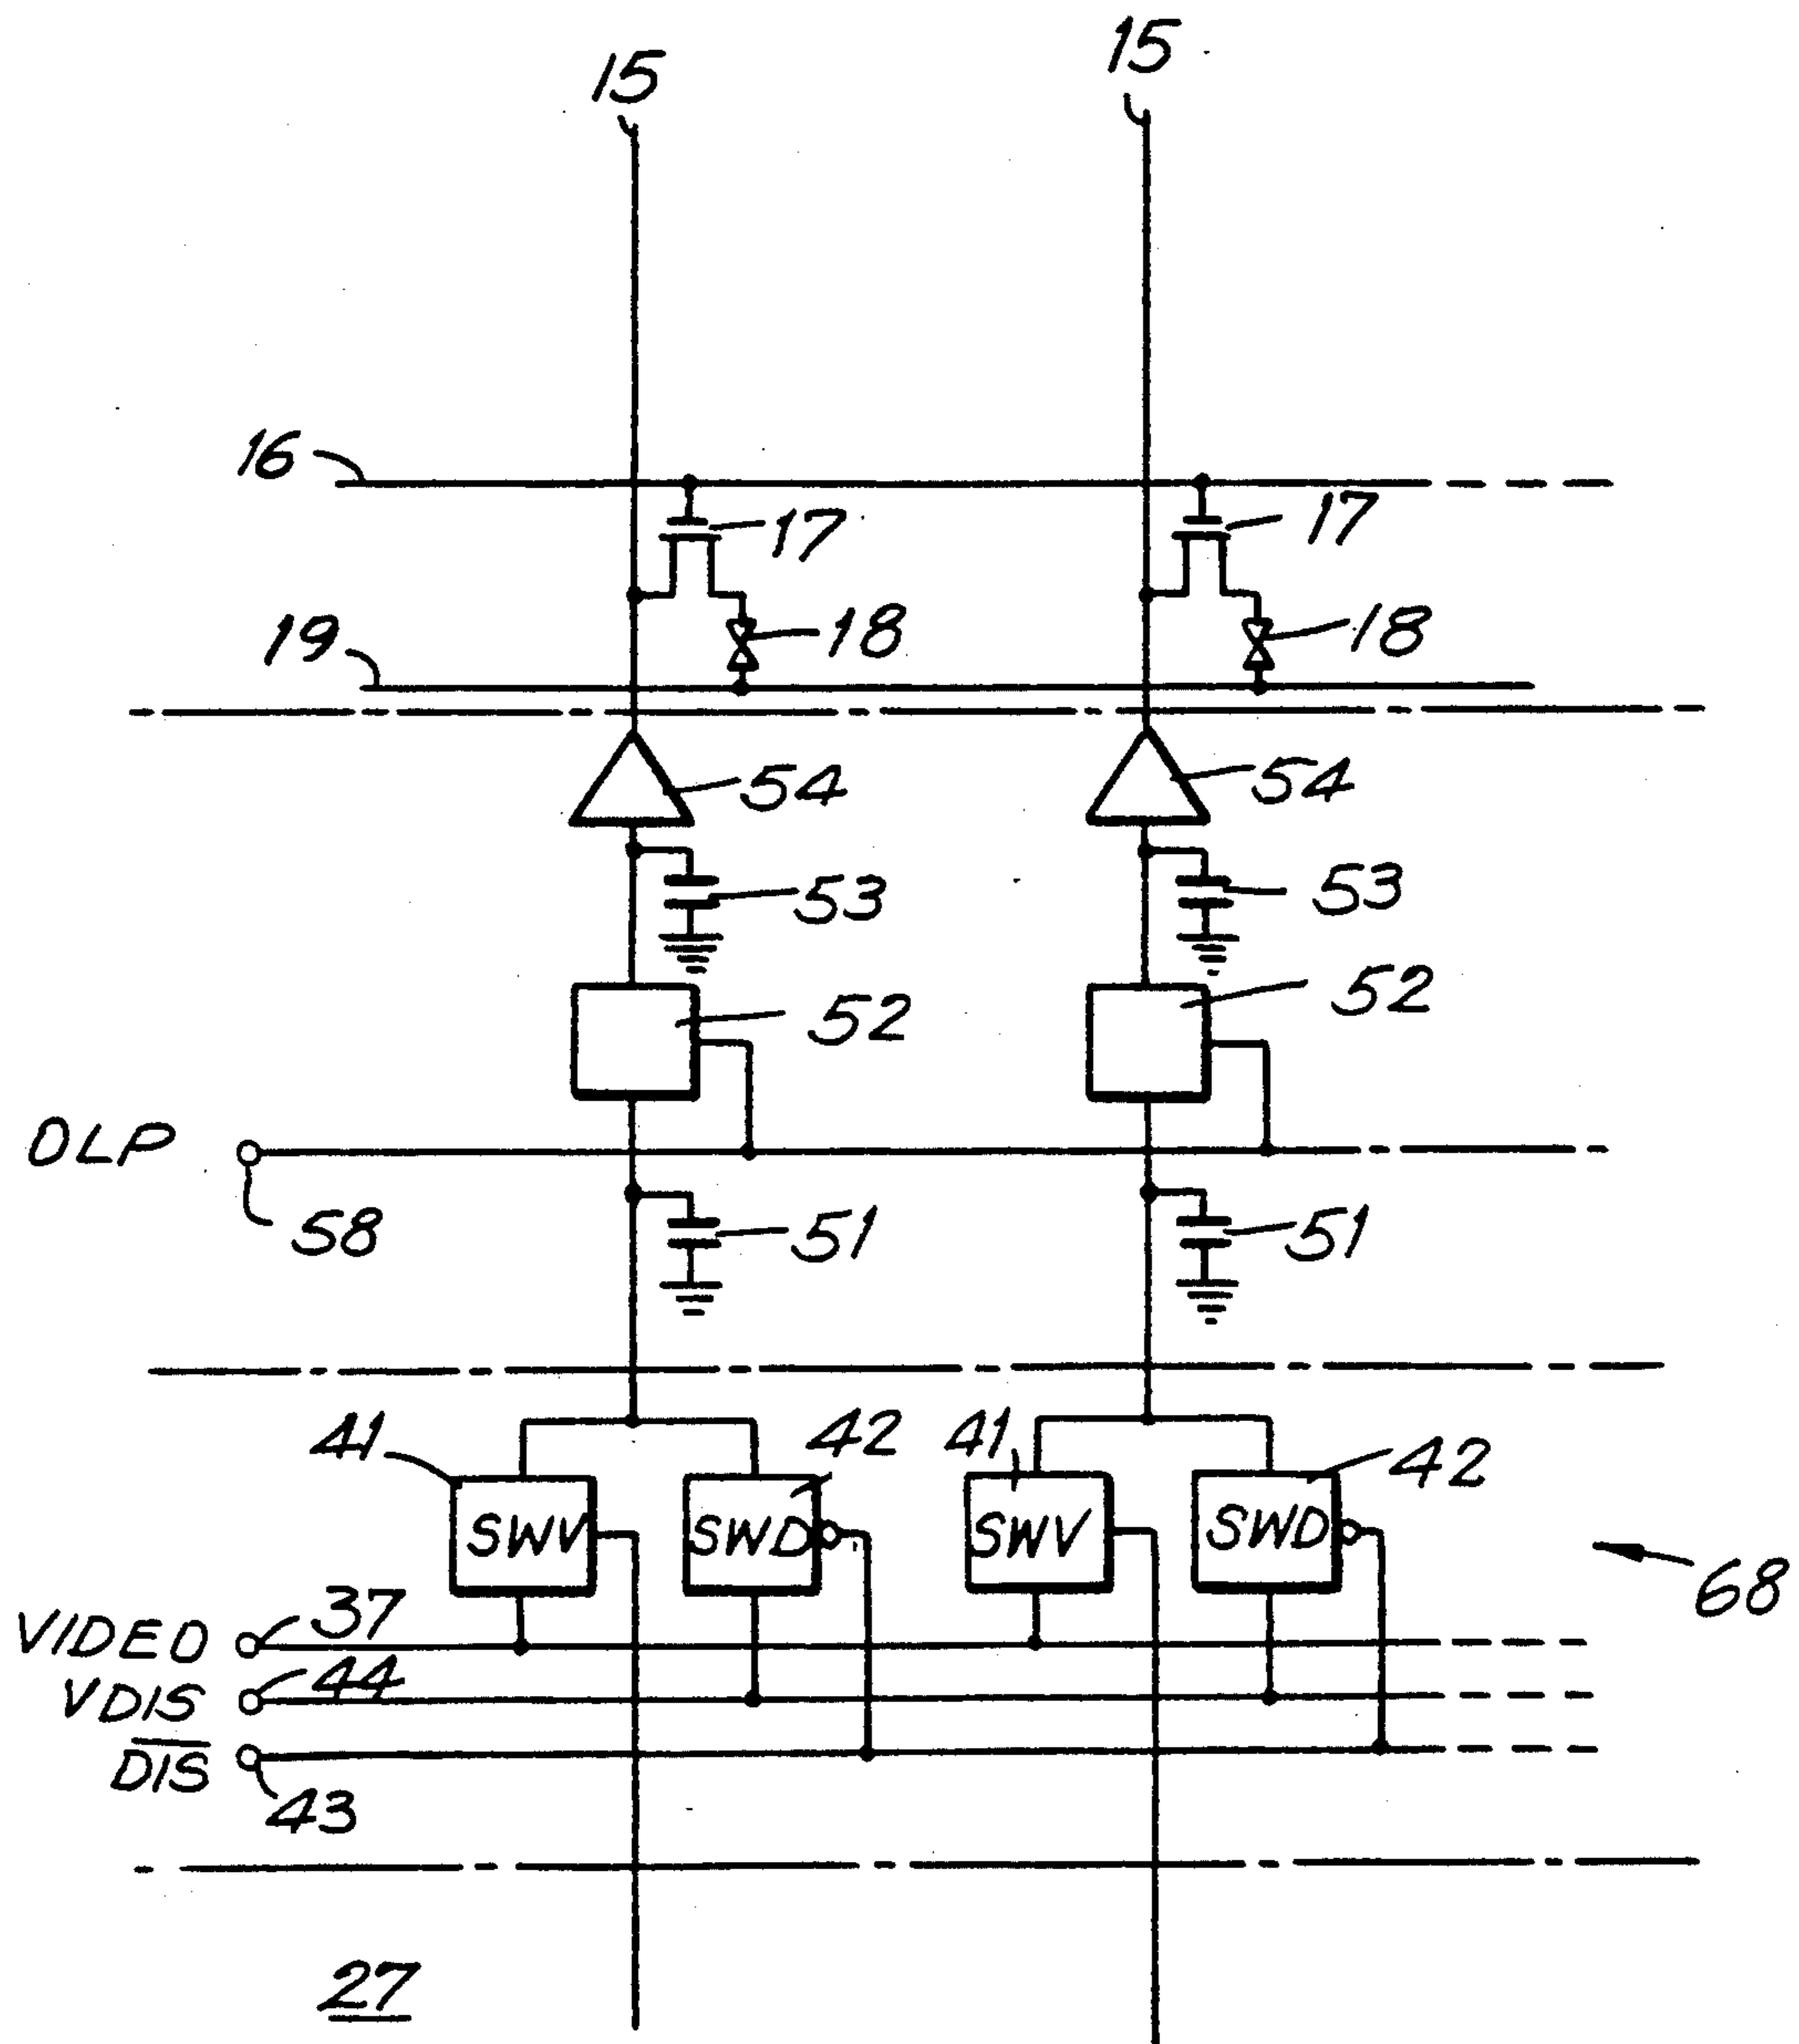 15 15
16
17 17
19 18 18
54 54
53 53
52 52
OLP
58 51 51
41 42 41 42
SWV SWD SWV SWD
68
VIDEO 37
VDIS 44
D̅I̅S̅
43
27